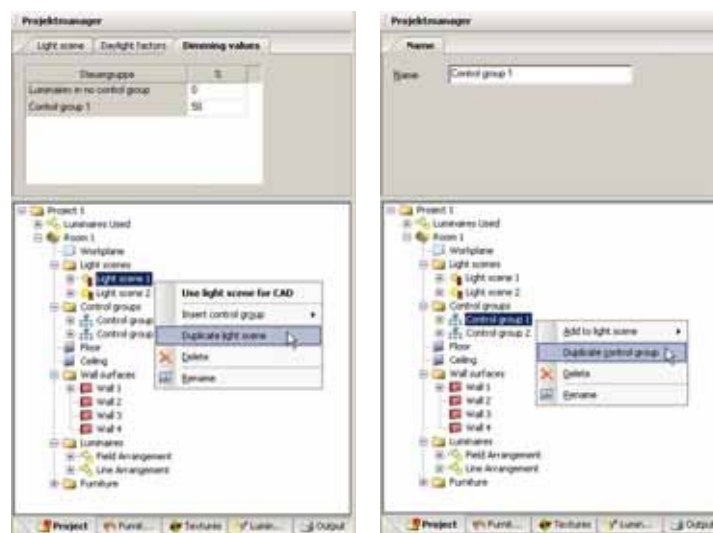 Projektmanager
Light scene Daylight factors Dimming values
Steuergruppe %
Luminaires in no control group 0
Control group 1 50
Project 1
Luminaires Used
Room 1
Workplane
Light scenes
Light scene 1
Light scene 2
Control groups
Control group
Control group
Floor
Ceiling
Wall surfaces
Wall 1
Wall 2
Wall 3
Wall 4
Luminaires
Field Arrangement
Line Arrangement
Furniture
Use light scene for CAD
Insert control group
Duplicate light scene
Delete
Rename
Project Furnit... Textures Lumin... Output
Projektmanager
Name
Name Control group 1
Project 1
Luminaires Used
Room 1
Workplane
Light scenes
Light scene 1
Light scene 2
Control groups
Control group 1
Control group 2
Floor
Ceiling
Wall surfaces
Wall 1
Wall 2
Wall 3
Wall 4
Luminaires
Field Arrangement
Line Arrangement
Furniture
Add to light scene
Duplicate control group
Delete
Rename
Project Furnit... Textures Lumin... Output